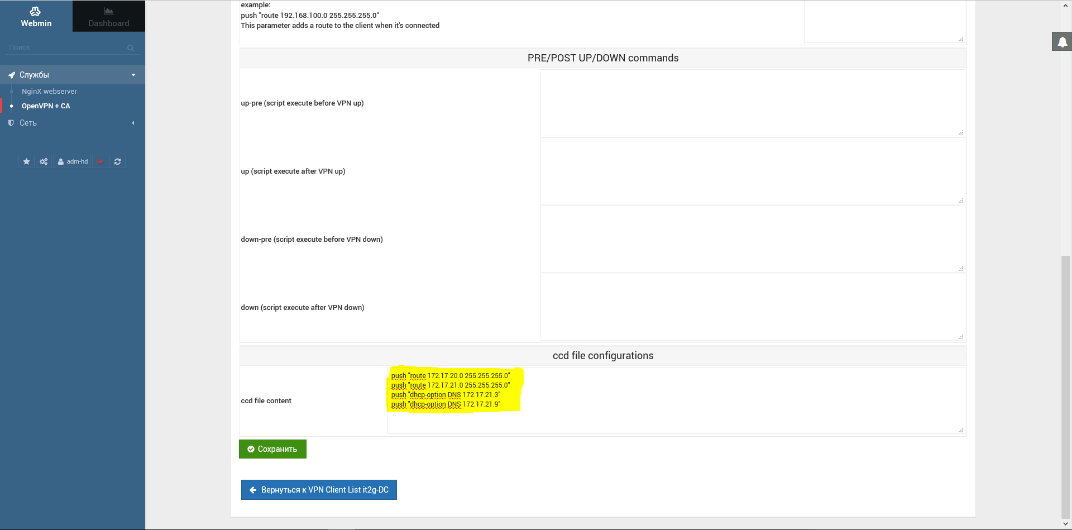 Webmin
Dashboard
Поиск
Службы
NginX webserver
OpenVPN + CA
Сеть
adm-hd
example:
push "route 192.168.100.0 255.255.255.0"
This parameter adds a route to the client when it's connected
PRE/POST UP/DOWN commands
up-pre (script execute before VPN up)
up (script execute after VPN up)
down-pre (script execute before VPN down)
down (script execute after VPN down)
ccd file configurations
ccd file content
push "route 172.17.20.0 255.255.255.0"
push "route 172.17.21.0 255.255.255.0"
push "dhcp-option DNS 172.17.21.3"
push "dhcp-option DNS 172.17.21.9"
Сохранить
Вернуться к VPN Client List it2g-DC